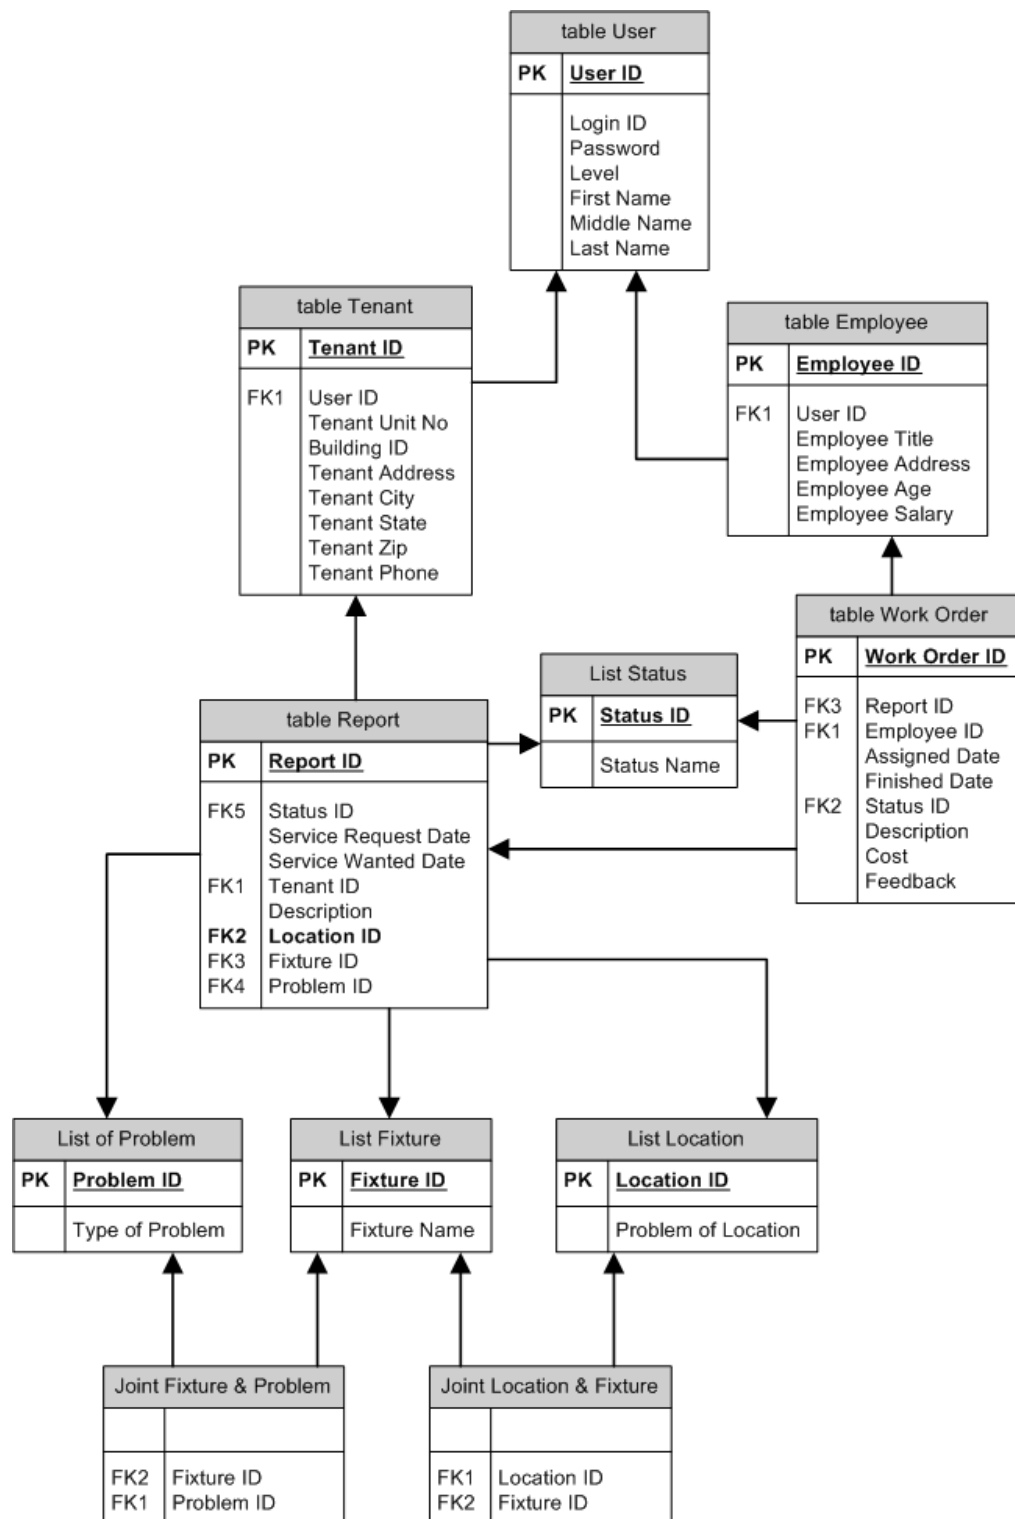 table User
PK User ID
Login ID
Password
Level
First Name
Middle Name
Last Name
table Tenant
PK Tenant ID
FK1 User ID
Tenant Unit No
Building ID
Tenant Address
Tenant City
Tenant State
Tenant Zip
Tenant Phone
table Employee
PK Employee ID
FK1 User ID
Employee Title
Employee Address
Employee Age
Employee Salary
table Work Order
PK Work Order ID
FK3 Report ID
FK1 Employee ID
Assigned Date
Finished Date
FK2 Status ID
Description
Cost
Feedback
List Status
PK Status ID
Status Name
table Report
PK Report ID
FK5 Status ID
Service Request Date
Service Wanted Date
FK1 Tenant ID
Description
FK2 Location ID
FK3 Fixture ID
FK4 Problem ID
List of Problem
PK Problem ID
Type of Problem
List Fixture
PK Fixture ID
Fixture Name
List Location
PK Location ID
Problem of Location
Joint Fixture & Problem
FK2 Fixture ID
FK1 Problem ID
Joint Location & Fixture
FK1 Location ID
FK2 Fixture ID